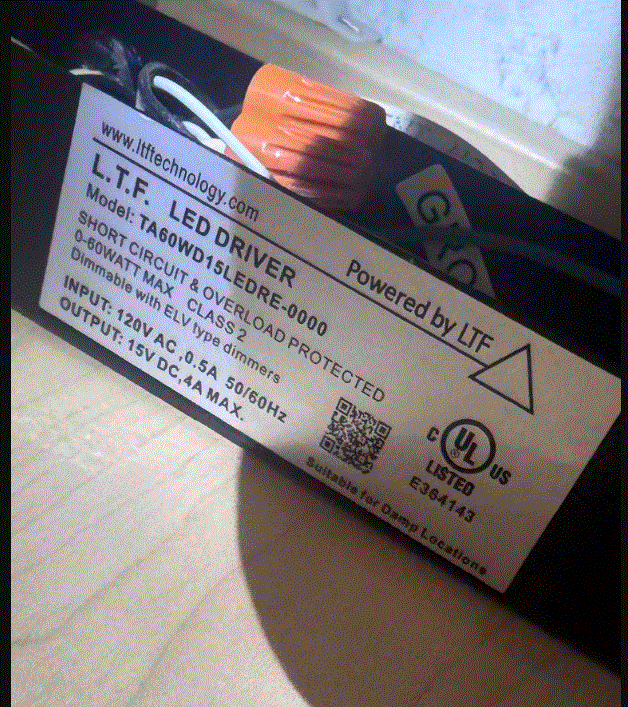 www.ltftechnology.com
Powered by LTF
L.T.F. LED DRIVER
Model: TA60WD15LEDRE-0000
SHORT CIRCUIT & OVERLOAD PROTECTED
0-60WATT MAX CLASS 2
Dimmable with ELV type dimmers
INPUT: 120V AC ,0.5A 50/60Hz
OUTPUT: 15V DC,4A MAX.
C UL US
®
LISTED
E364143
Suitable for Damp Locations